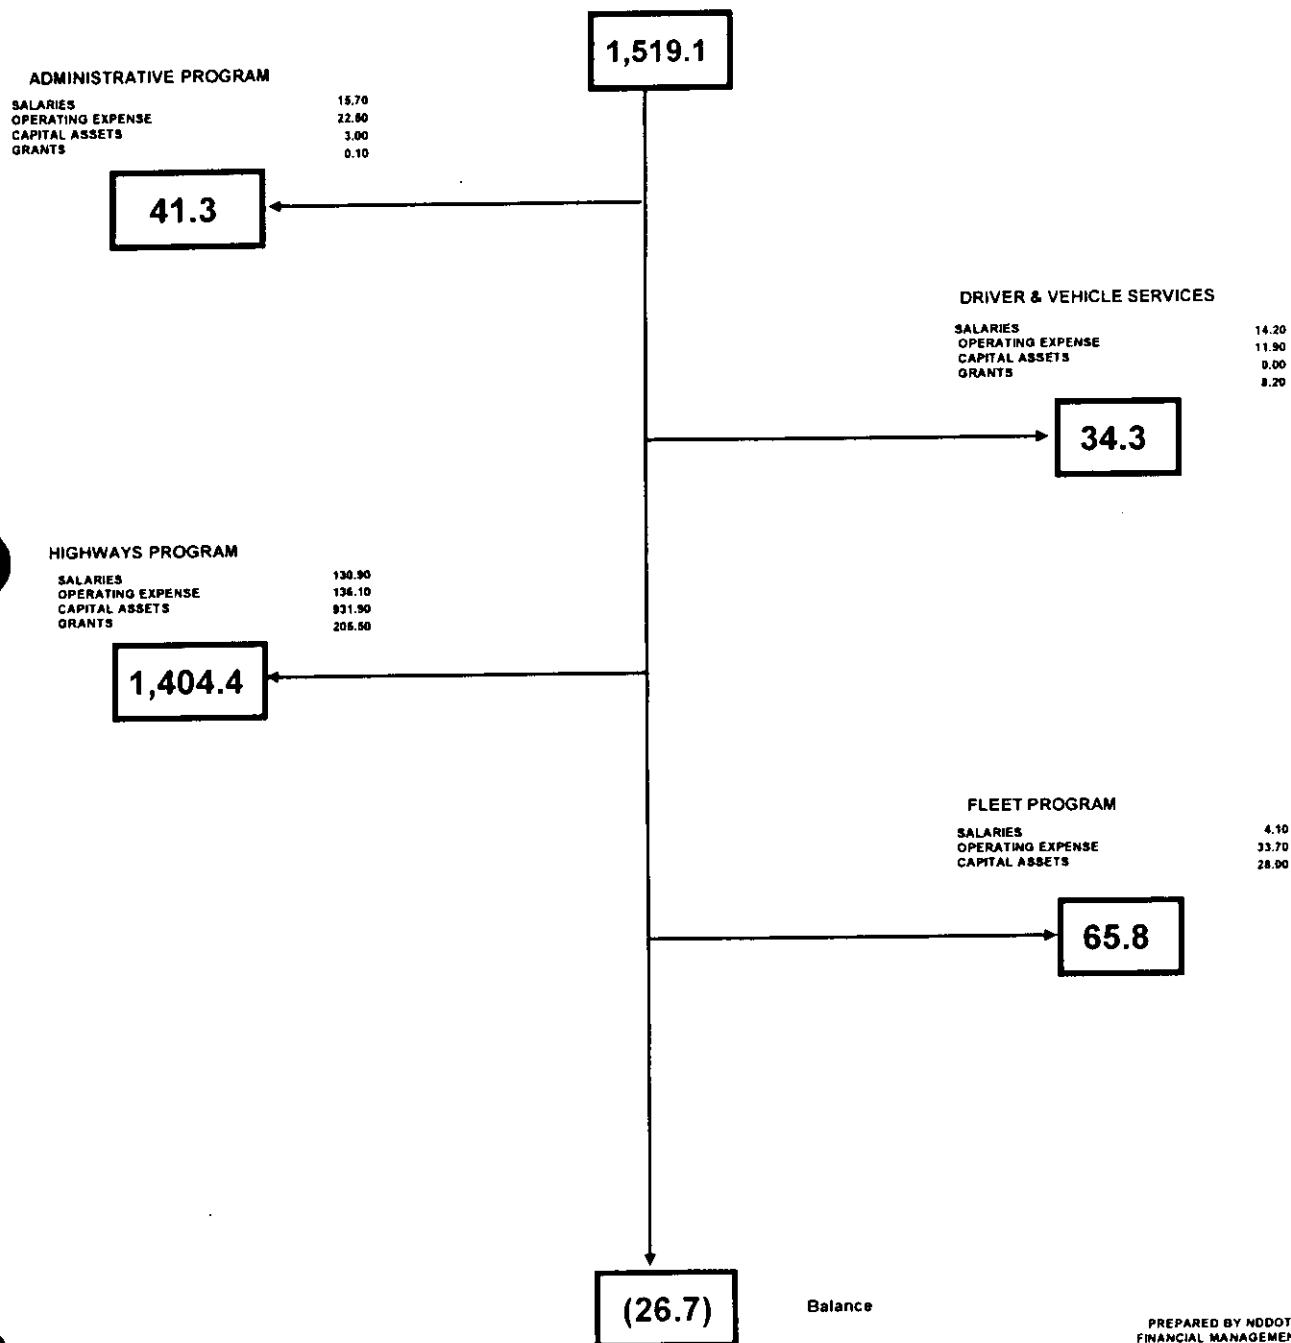 1,519.1
ADMINISTRATIVE PROGRAM
SALARIES 15.70
OPERATING EXPENSE 22.50
CAPITAL ASSETS 3.00
GRANTS 0.10
41.3
DRIVER & VEHICLE SERVICES
SALARIES 14.20
OPERATING EXPENSE 11.90
CAPITAL ASSETS 0.00
GRANTS 8.20
34.3
HIGHWAYS PROGRAM
SALARIES 130.90
OPERATING EXPENSE 136.10
CAPITAL ASSETS 931.90
GRANTS 205.50
1,404.4
FLEET PROGRAM
SALARIES 4.10
OPERATING EXPENSE 33.70
CAPITAL ASSETS 28.00
65.8
(26.7) Balance
PREPARED BY NDDOT
FINANCIAL MANAGEMEN